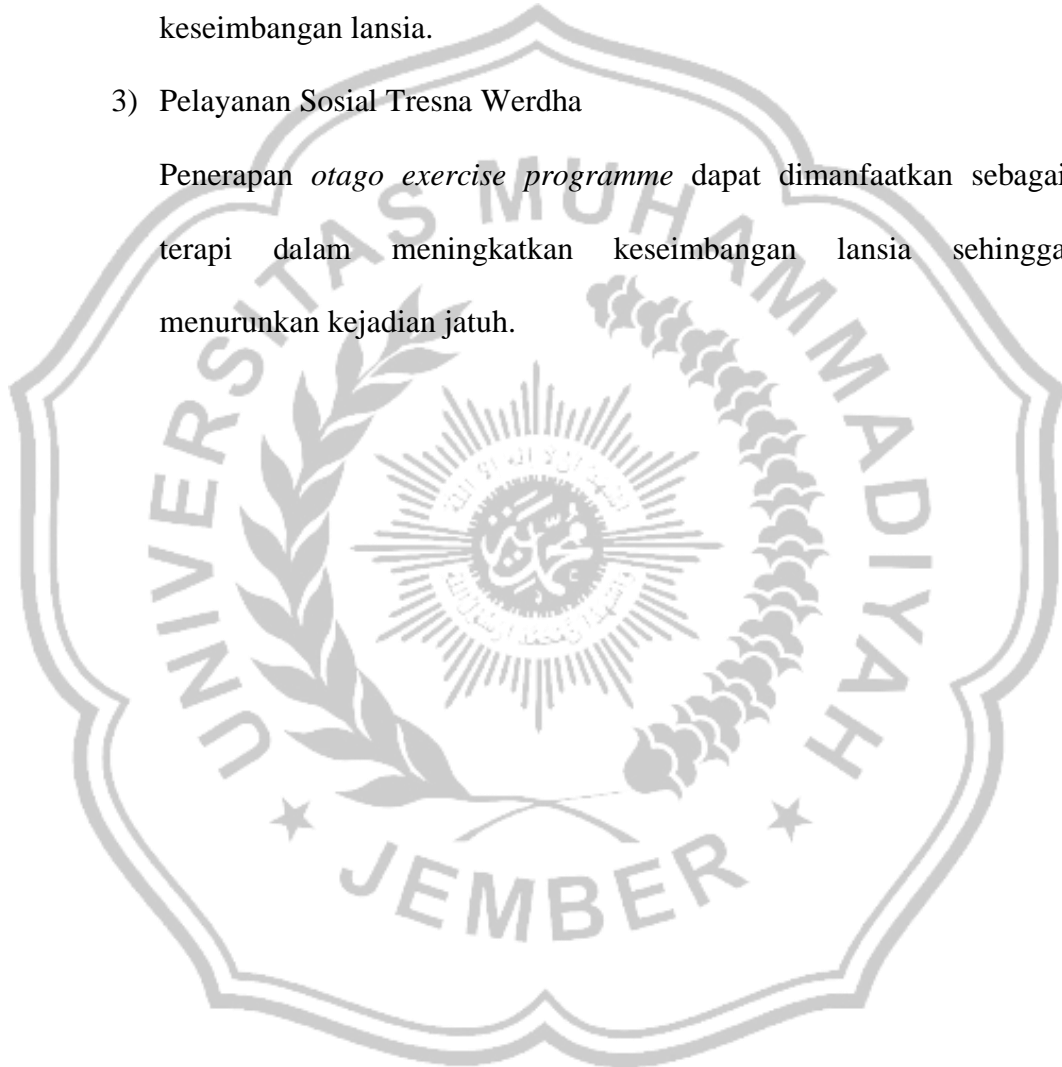 keseimbangan lansia.
3) Pelayanan Sosial Tresna Werdha
Penerapan otago exercise programme dapat dimanfaatkan sebagai
terapi dalam meningkatkan keseimbangan lansia sehingga
menurunkan kejadian jatuh.
UNIVERSITAS MUHAMMADIYAH
JEMBER